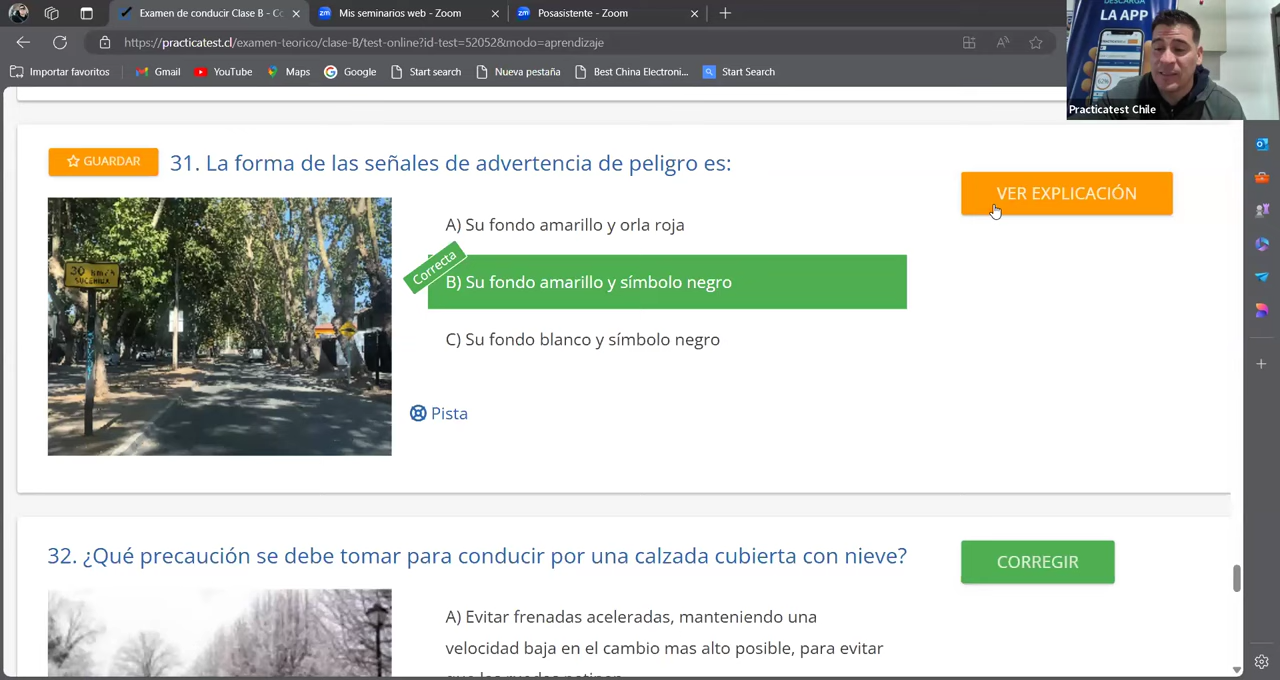 Examen de conducir Clase B - Co
Mis seminarios web - Zoom
Posasistente - Zoom
https://practicatest.cl/examen-teorico/clase-B/test-online?id-test=52052&modo=aprendizaje
Importar favoritos
Gmail
YouTube
Maps
Google
Start search
Nueva pestaña
Best China Electroni...
Start Search
DESCARGA
LA APP
Practicatest Chile
GUARDAR
31. La forma de las señales de advertencia de peligro es:
VER EXPLICACIÓN
30 KM/H
A) Su fondo amarillo y orla roja
Correcta
B) Su fondo amarillo y símbolo negro
C) Su fondo blanco y símbolo negro
Pista
32. ¿Qué precaución se debe tomar para conducir por una calzada cubierta con nieve?
CORREGIR
A) Evitar frenadas aceleradas, manteniendo una
velocidad baja en el cambio mas alto posible, para evitar